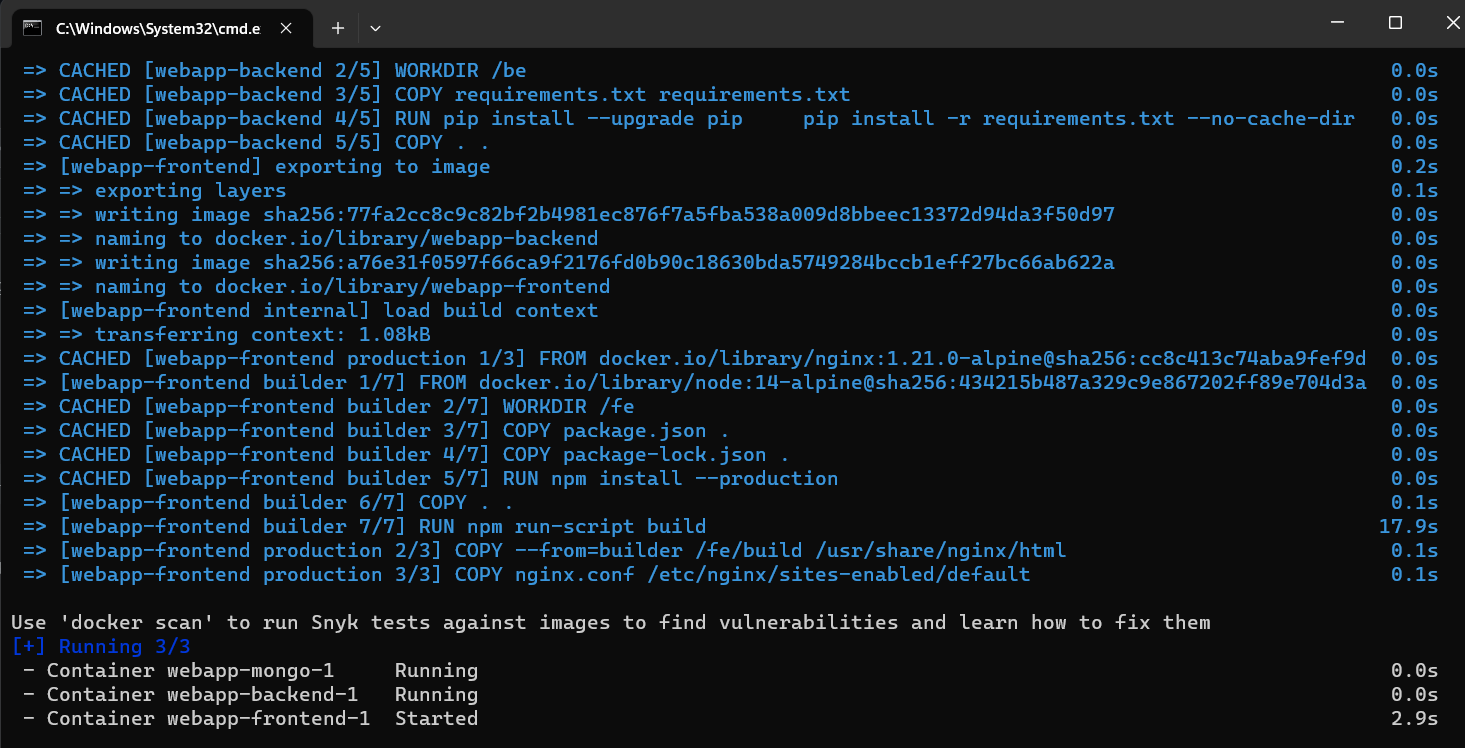 C:\Windows\System32\cmd.e
=> CACHED [webapp-backend 2/5] WORKDIR /be 0.0s
=> CACHED [webapp-backend 3/5] COPY requirements.txt requirements.txt 0.0s
=> CACHED [webapp-backend 4/5] RUN pip install --upgrade pip     pip install -r requirements.txt --no-cache-dir 0.0s
=> CACHED [webapp-backend 5/5] COPY . . 0.0s
=> [webapp-frontend] exporting to image 0.2s
=> => exporting layers 0.1s
=> => writing image sha256:77fa2cc8c9c82bf2b4981ec876f7a5fba538a009d8bbeec13372d94da3f50d97 0.0s
=> => naming to docker.io/library/webapp-backend 0.0s
=> => writing image sha256:a76e31f0597f66ca9f2176fd0b90c18630bda5749284bccb1eff27bc66ab622a 0.0s
=> => naming to docker.io/library/webapp-frontend 0.0s
=> [webapp-frontend internal] load build context 0.0s
=> => transferring context: 1.08kB 0.0s
=> CACHED [webapp-frontend production 1/3] FROM docker.io/library/nginx:1.21.0-alpine@sha256:cc8c413c74aba9fef9d 0.0s
=> [webapp-frontend builder 1/7] FROM docker.io/library/node:14-alpine@sha256:434215b487a329c9e867202ff89e704d3a 0.0s
=> CACHED [webapp-frontend builder 2/7] WORKDIR /fe 0.0s
=> CACHED [webapp-frontend builder 3/7] COPY package.json . 0.0s
=> CACHED [webapp-frontend builder 4/7] COPY package-lock.json . 0.0s
=> CACHED [webapp-frontend builder 5/7] RUN npm install --production 0.0s
=> [webapp-frontend builder 6/7] COPY . . 0.1s
=> [webapp-frontend builder 7/7] RUN npm run-script build 17.9s
=> [webapp-frontend production 2/3] COPY --from=builder /fe/build /usr/share/nginx/html 0.1s
=> [webapp-frontend production 3/3] COPY nginx.conf /etc/nginx/sites-enabled/default 0.1s
Use 'docker scan' to run Snyk tests against images to find vulnerabilities and learn how to fix them
[+] Running 3/3
- Container webapp-mongo-1     Running 0.0s
- Container webapp-backend-1   Running 0.0s
- Container webapp-frontend-1  Started 2.9s